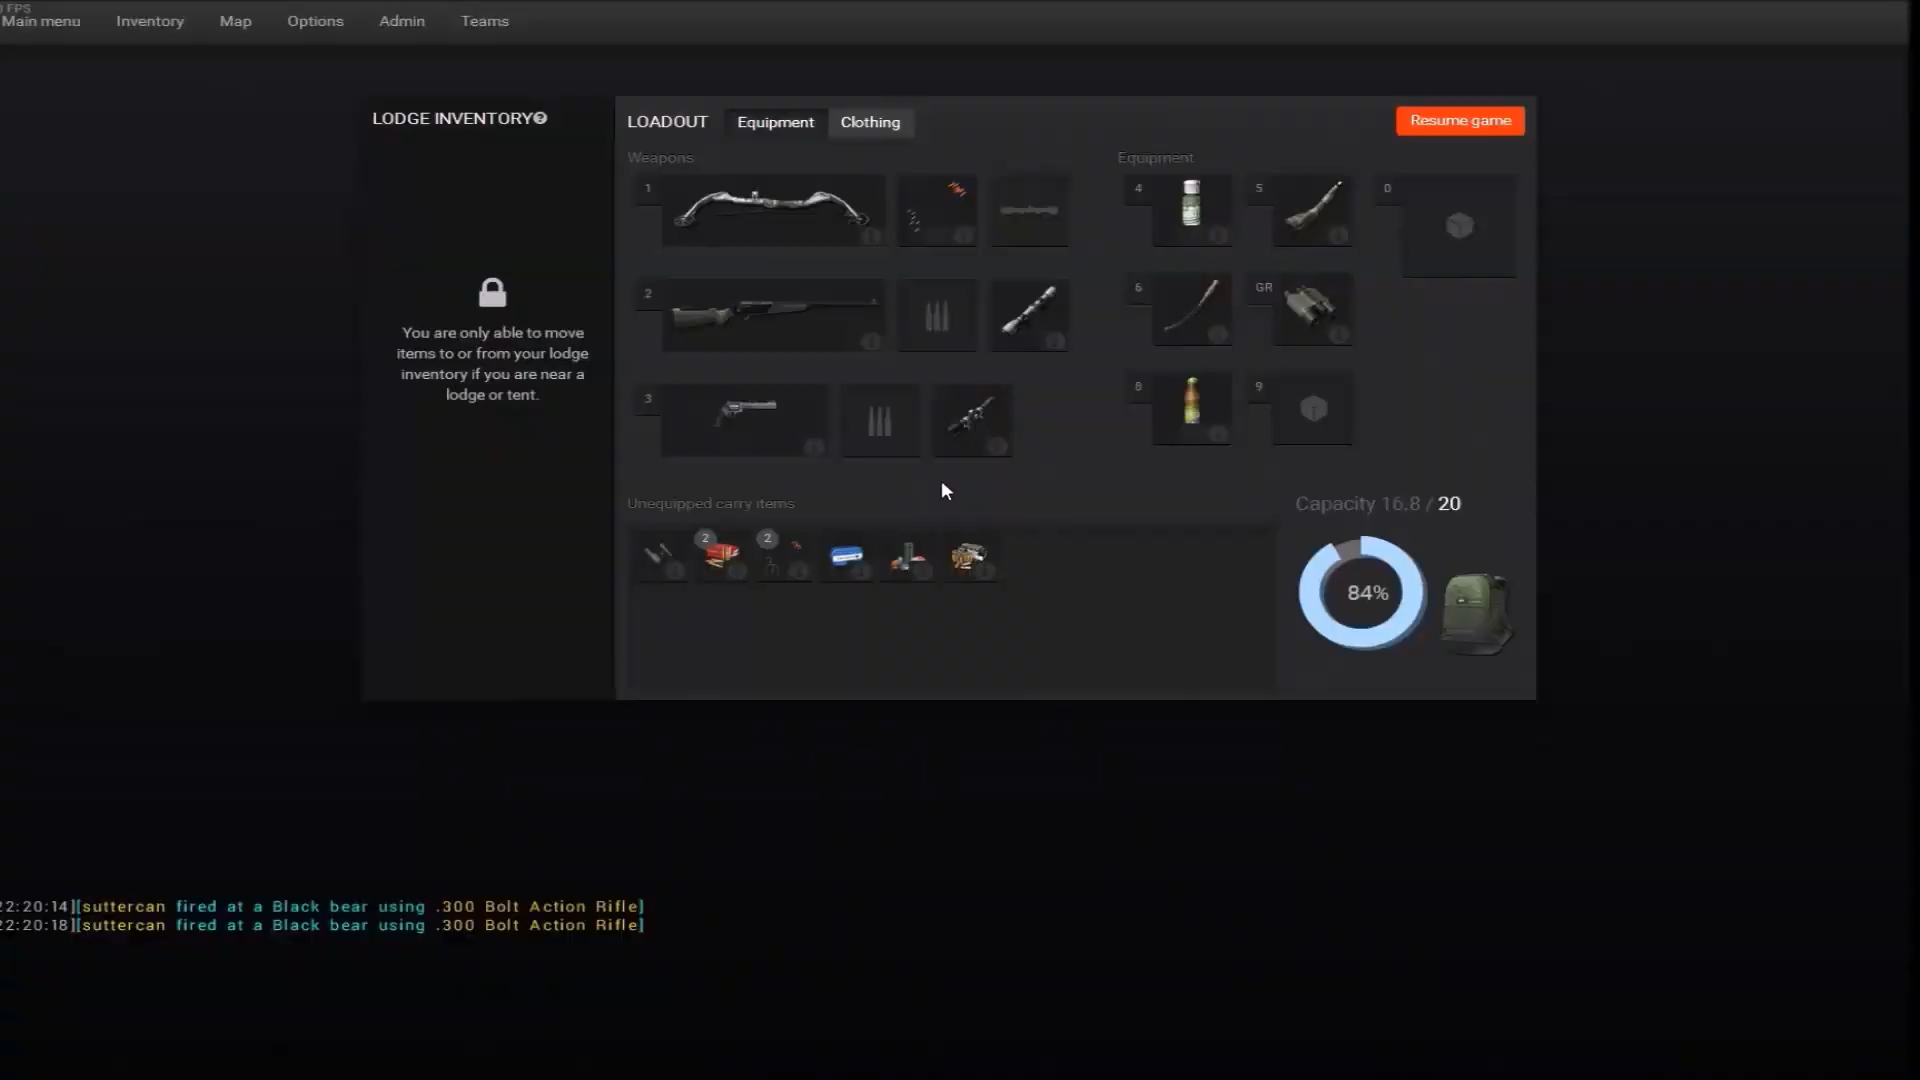 FPS
Main menu Inventory Map Options Admin Teams
LODGE INVENTORY
LOADOUT Equipment Clothing Resume game
Weapons Equipment
1 4 5 0
2 6 GR
3 8 9
You are only able to move
items to or from your lodge
inventory if you are near a
lodge or tent.
Unequipped carry items Capacity 16.8 / 20
2 2
84%
22:20:14][suttercan fired at a Black bear using .300 Bolt Action Rifle]
22:20:18][suttercan fired at a Black bear using .300 Bolt Action Rifle]